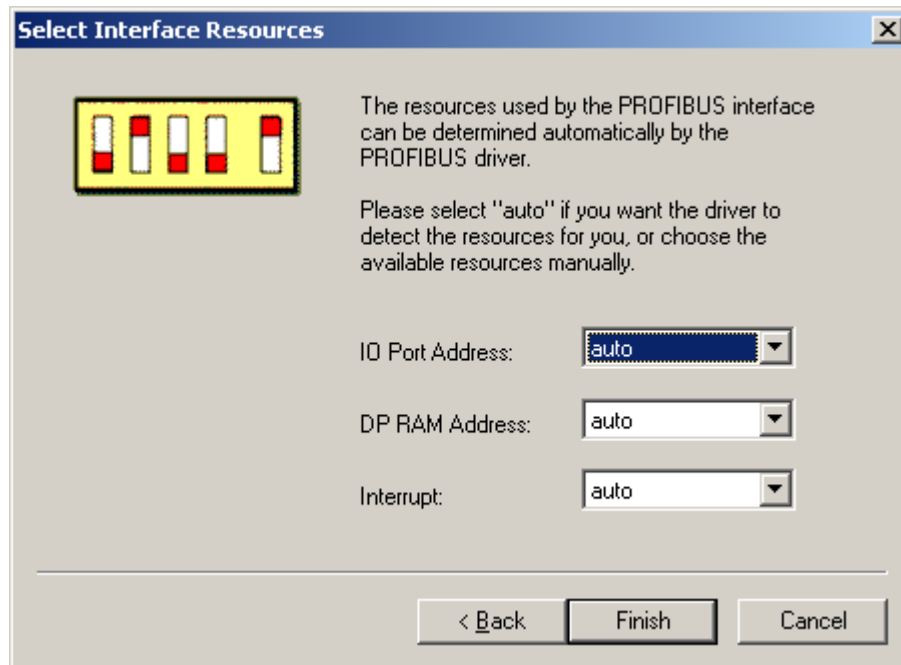 Select Interface Resources
The resources used by the PROFIBUS interface
can be determined automatically by the
PROFIBUS driver.
Please select "auto" if you want the driver to
detect the resources for you, or choose the
available resources manually.
IO Port Address: auto
DP RAM Address: auto
Interrupt: auto
< Back Finish Cancel